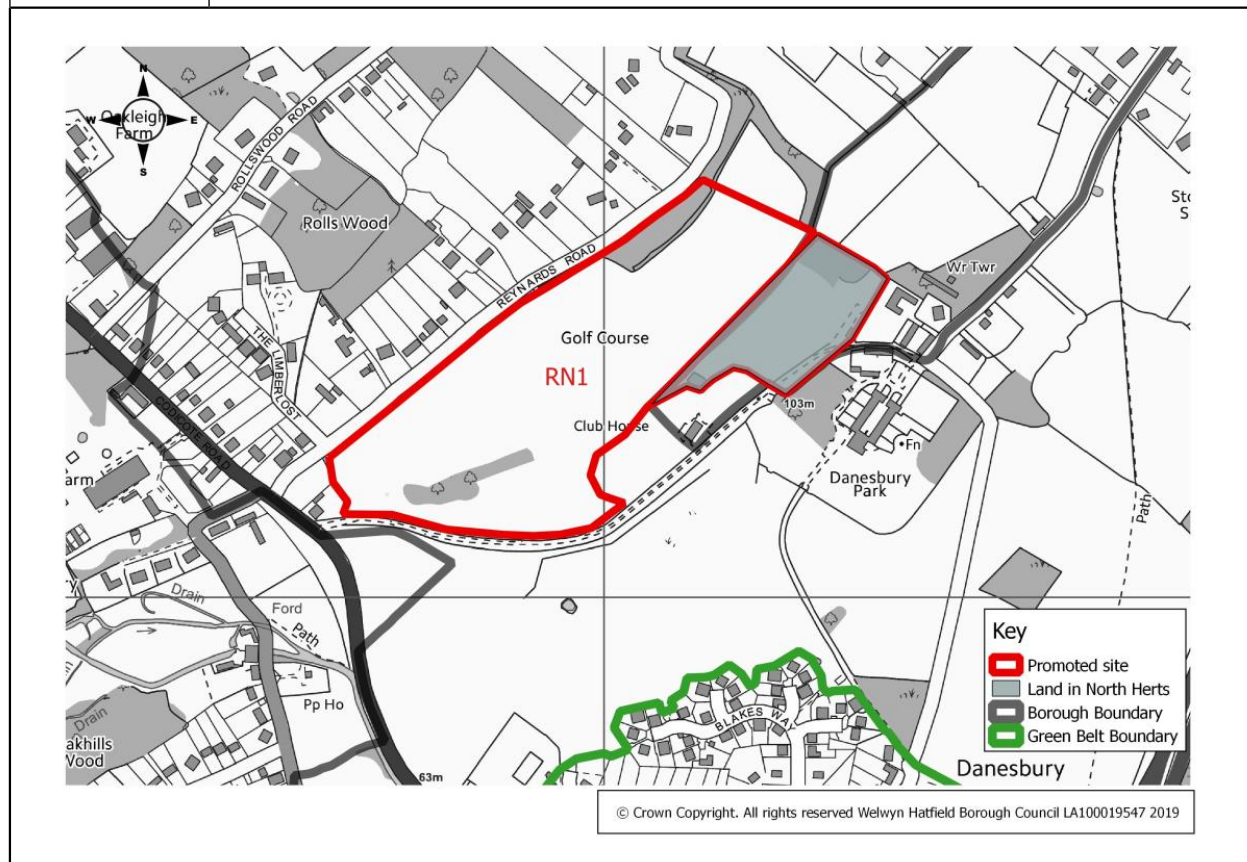 N
W
E
S
Oakleigh
Farm
ROLLSWOOD ROAD
Rolls Wood
REYNARDS ROAD
THE LIMBERLOST
CODICOTE ROAD
Golf Course
RN1
Club House
Wr Twr
103m
Fn
Danesbury
Park
Path
arm
Drain
Ford
Path
Pp Ho
Drain
akhills
Wood
63m
BLAKES WAY
Danesbury
Key
Promoted site
Land in North Herts
Borough Boundary
Green Belt Boundary
© Crown Copyright. All rights reserved Welwyn Hatfield Borough Council LA100019547 2019